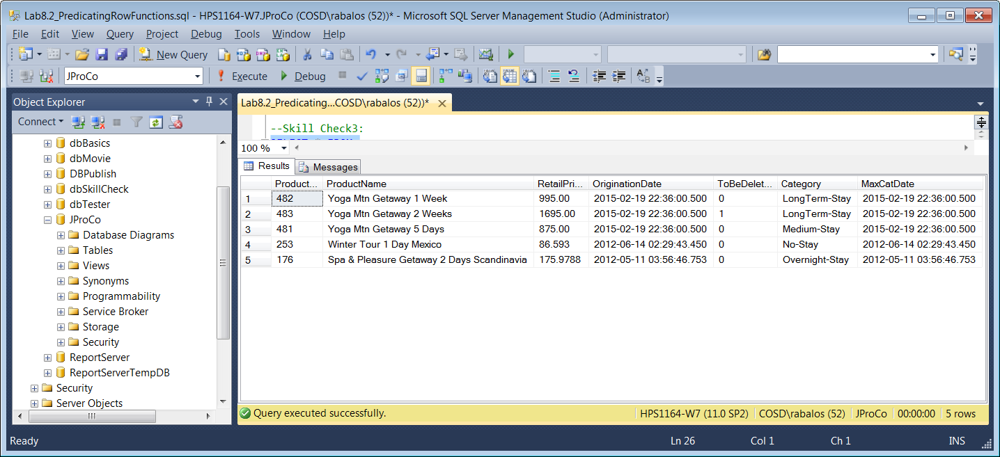 Lab8.2_PredicatingRowFunctions.sql - HPS1164-W7.JProCo (COSD\rabalos (52))* - Microsoft SQL Server Management Studio (Administrator)
File Edit View Query Project Debug Tools Window Help
New Query
JProCo Execute Debug
Object Explorer
Connect
dbBasics
dbMovie
DBPublish
dbSkillCheck
dbTester
JProCo
Database Diagrams
Tables
Views
Synonyms
Programmability
Service Broker
Storage
Security
ReportServer
ReportServerTempDB
Security
Server Objects
Lab8.2_Predicating...COSD\rabalos (52))*
--Skill Check3:
100 %
Results Messages
Product... ProductName RetailPri... OriginationDate ToBeDelet... Category MaxCatDate
1 482 Yoga Mtn Getaway 1 Week 995.00 2015-02-19 22:36:00.500 0 LongTerm-Stay 2015-02-19 22:36:00.500
2 483 Yoga Mtn Getaway 2 Weeks 1695.00 2015-02-19 22:36:00.500 1 LongTerm-Stay 2015-02-19 22:36:00.500
3 481 Yoga Mtn Getaway 5 Days 875.00 2015-02-19 22:36:00.500 0 Medium-Stay 2015-02-19 22:36:00.500
4 253 Winter Tour 1 Day Mexico 86.593 2012-06-14 02:29:43.450 0 No-Stay 2012-06-14 02:29:43.450
5 176 Spa & Pleasure Getaway 2 Days Scandinavia 175.9788 2012-05-11 03:56:46.753 0 Overnight-Stay 2012-05-11 03:56:46.753
Query executed successfully. HPS1164-W7 (11.0 SP2) COSD\rabalos (52) JProCo 00:00:00 5 rows
Ready Ln 26 Col 1 Ch 1 INS